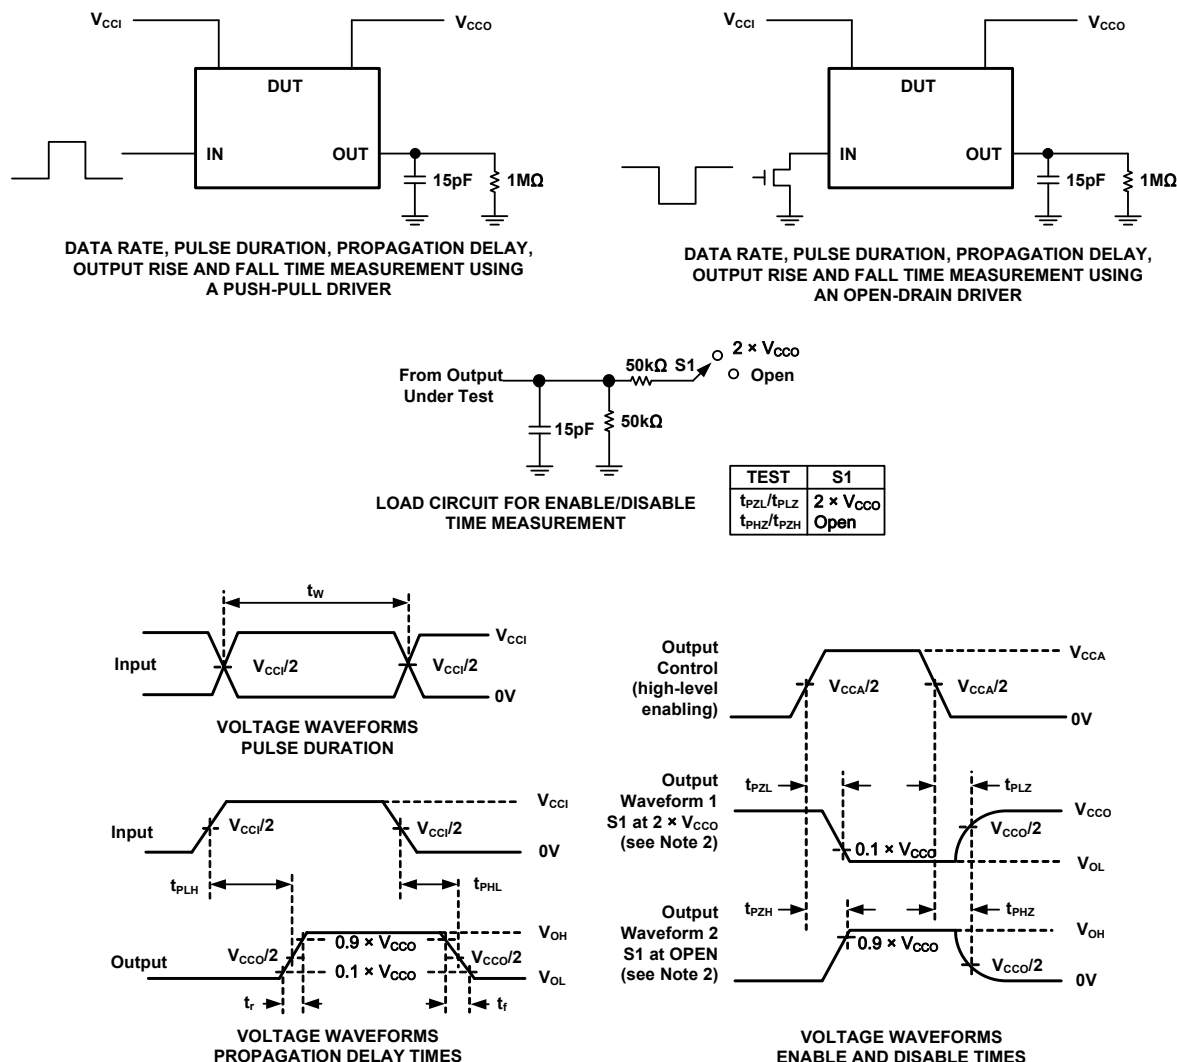 VCCI
VCCO
DUT
IN
OUT
15pF
1MΩ
DATA RATE, PULSE DURATION, PROPAGATION DELAY,
OUTPUT RISE AND FALL TIME MEASUREMENT USING
A PUSH-PULL DRIVER
VCCI
VCCO
DUT
IN
OUT
15pF
1MΩ
DATA RATE, PULSE DURATION, PROPAGATION DELAY,
OUTPUT RISE AND FALL TIME MEASUREMENT USING
AN OPEN-DRAIN DRIVER
From Output
Under Test
50kΩ S1
2 × VCCO
Open
15pF
50kΩ
LOAD CIRCUIT FOR ENABLE/DISABLE
TIME MEASUREMENT
TEST S1
tPZL/tPLZ 2 × VCCO
tPHZ/tPZH Open
tW
Input
VCCI/2
VCCI/2
VCCI
0V
VOLTAGE WAVEFORMS
PULSE DURATION
Input
VCCI/2
VCCI/2
VCCI
0V
tPLH
tPHL
Output
VCCO/2
0.9 × VCCO
0.1 × VCCO
VCCO/2
VOH
VOL
tr
tf
VOLTAGE WAVEFORMS
PROPAGATION DELAY TIMES
Output
Control
(high-level
enabling)
VCCA/2
VCCA/2
VCCA
0V
Output
Waveform 1
S1 at 2 × VCCO
(see Note 2)
tPZL
tPLZ
0.1 × VCCO
VCCO/2
VCCO
VOL
Output
Waveform 2
S1 at OPEN
(see Note 2)
tPZH
tPHZ
0.9 × VCCO
VCCO/2
VOH
0V
VOLTAGE WAVEFORMS
ENABLE AND DISABLE TIMES